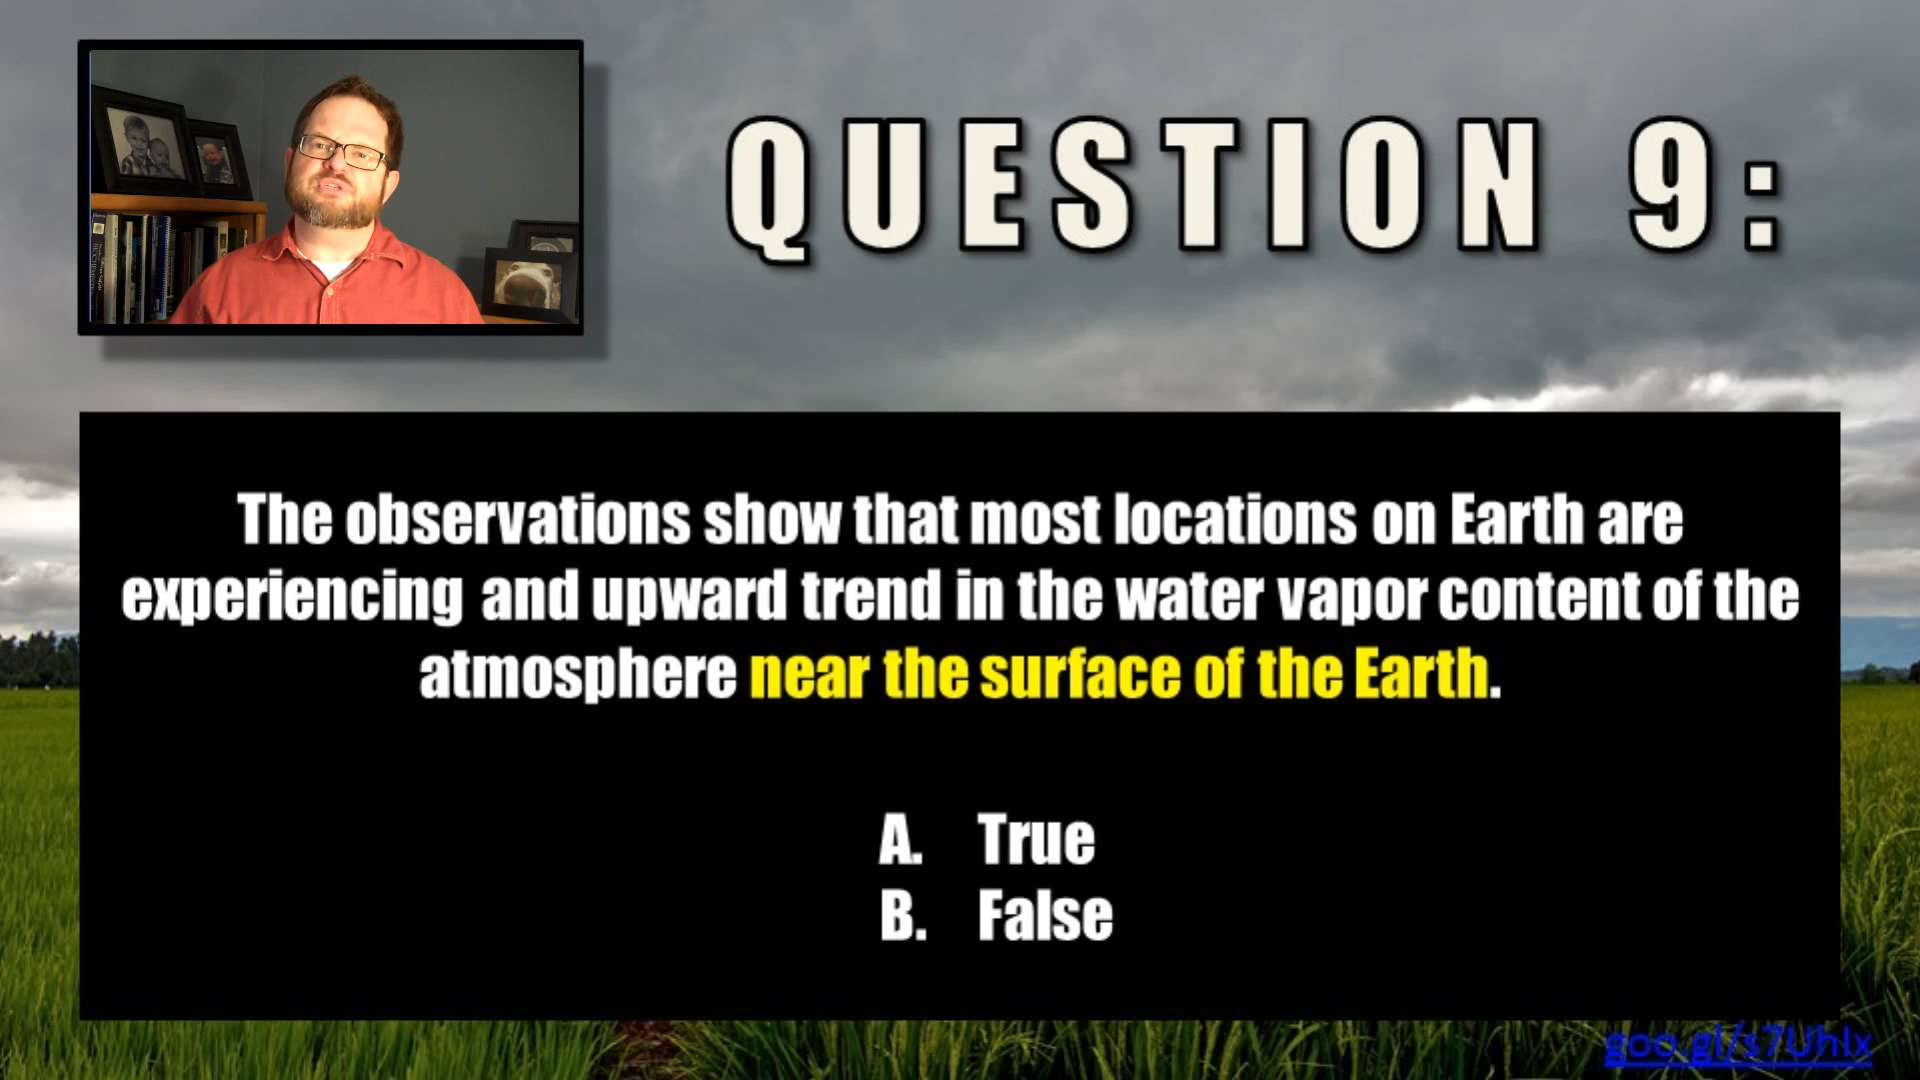 QUESTION 9:
The observations show that most locations on Earth are
experiencing and upward trend in the water vapor content of the
atmosphere near the surface of the Earth.
A. True
B. False
goo.gl/s7Uhlx